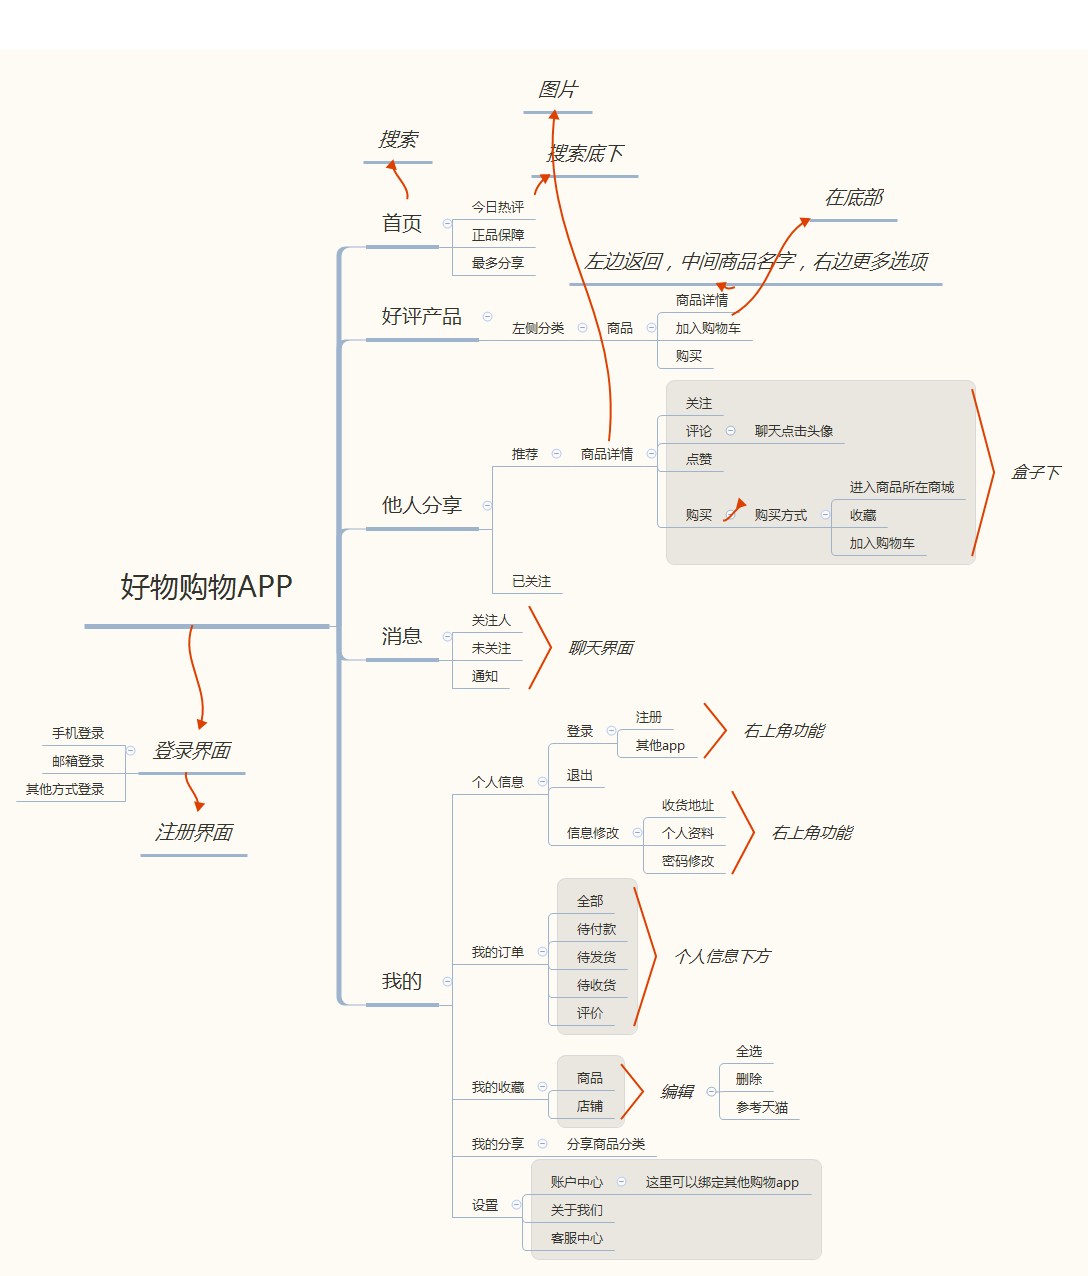 图片
搜索
搜索底下
在底部
首页
今日热评
正品保障
最多分享
左边返回，中间商品名字，右边更多选项
好评产品
左侧分类
商品
商品详情
加入购物车
购买
他人分享
推荐
商品详情
关注
评论
聊天点击头像
点赞
购买
购买方式
进入商品所在商城
收藏
加入购物车
盒子下
已关注
好物购物APP
消息
关注人
未关注
通知
聊天界面
登录界面
手机登录
邮箱登录
其他方式登录
注册界面
我的
个人信息
登录
注册
其他app
右上角功能
退出
信息修改
收货地址
个人资料
密码修改
右上角功能
我的订单
全部
待付款
待发货
待收货
评价
个人信息下方
我的收藏
商品
店铺
编辑
全选
删除
参考天猫
我的分享
分享商品分类
设置
账户中心
这里可以绑定其他购物app
关于我们
客服中心